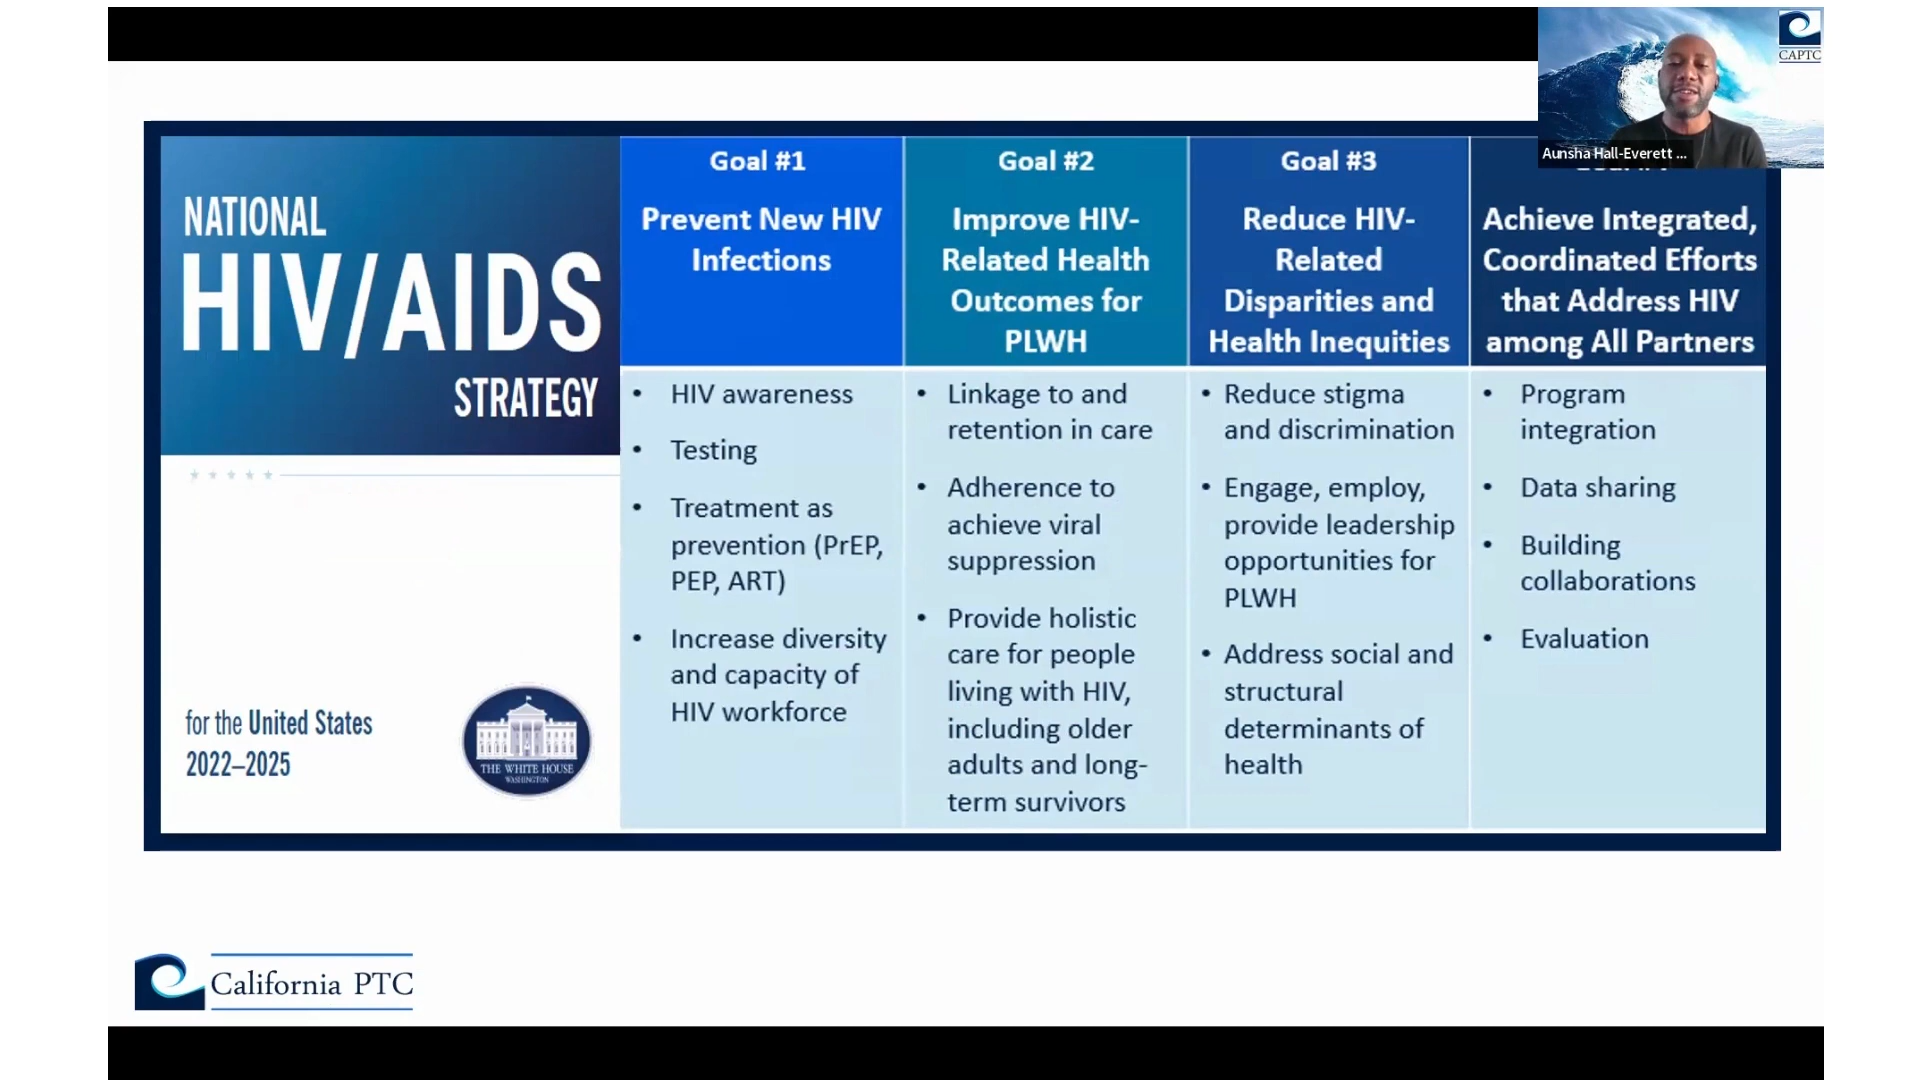 CAPTC
Aunsha Hall-Everett ...
NATIONAL
HIV/AIDS
STRATEGY
for the United States
2022–2025
THE WHITE HOUSE
WASHINGTON
Goal #1
Prevent New HIV
Infections
• HIV awareness
• Testing
• Treatment as
prevention (PrEP,
PEP, ART)
• Increase diversity
and capacity of
HIV workforce
Goal #2
Improve HIV-
Related Health
Outcomes for
PLWH
• Linkage to and
retention in care
• Adherence to
achieve viral
suppression
• Provide holistic
care for people
living with HIV,
including older
adults and long-
term survivors
Goal #3
Reduce HIV-
Related
Disparities and
Health Inequities
• Reduce stigma
and discrimination
• Engage, employ,
provide leadership
opportunities for
PLWH
• Address social and
structural
determinants of
health
Achieve Integrated,
Coordinated Efforts
that Address HIV
among All Partners
• Program
integration
• Data sharing
• Building
collaborations
• Evaluation
California PTC